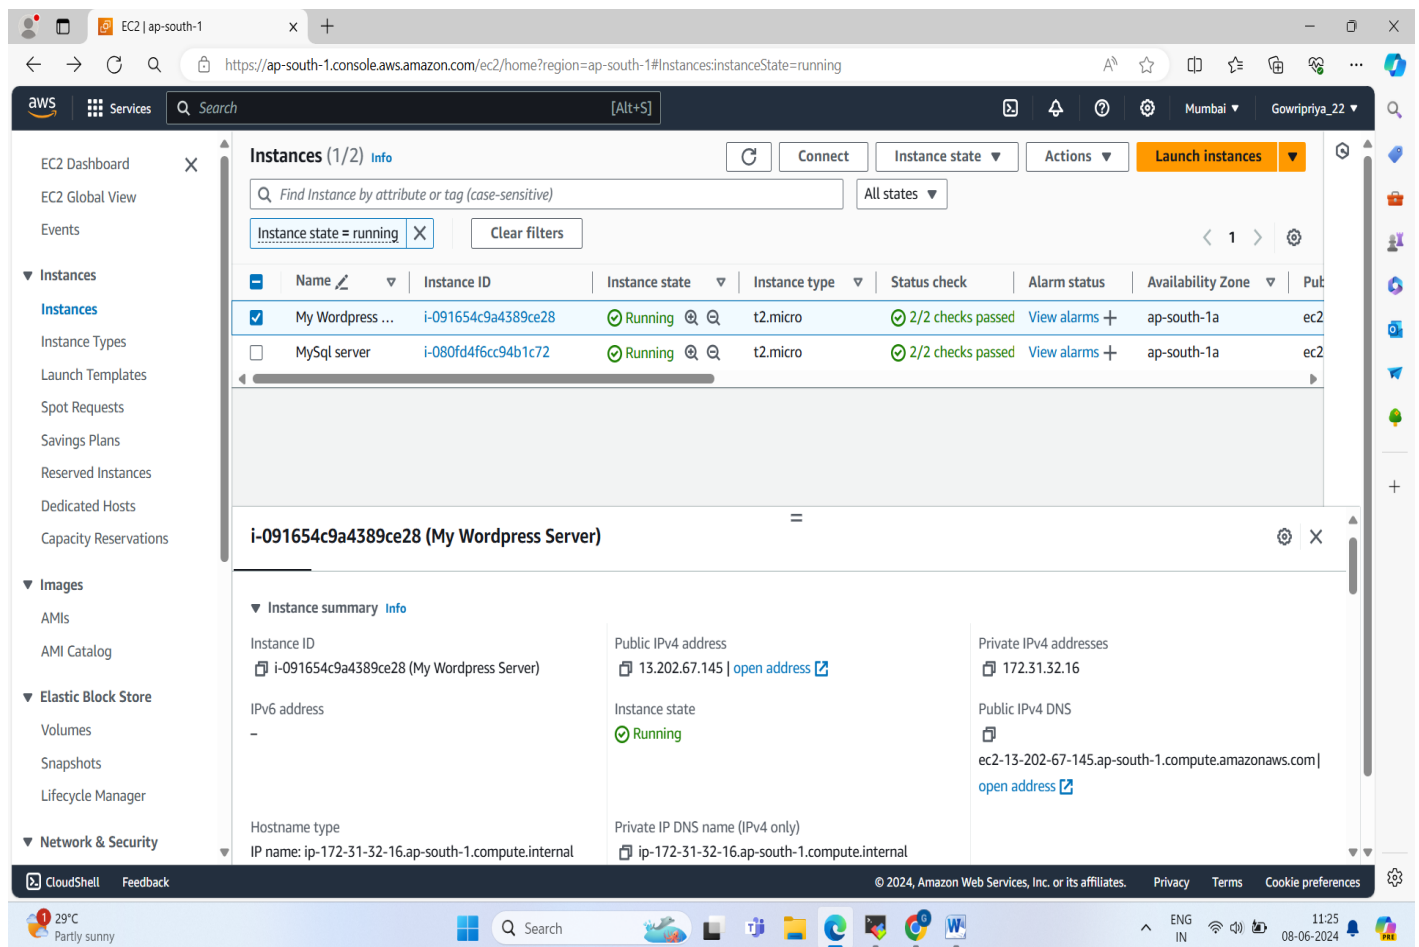 EC2 | ap-south-1
https://ap-south-1.console.aws.amazon.com/ec2/home?region=ap-south-1#Instances:instanceState=running
aws
Services
Search
[Alt+S]
Mumbai ▼
Gowripriya_22 ▼
EC2 Dashboard
EC2 Global View
Events
Instances
Instances
Instance Types
Launch Templates
Spot Requests
Savings Plans
Reserved Instances
Dedicated Hosts
Capacity Reservations
Images
AMIs
AMI Catalog
Elastic Block Store
Volumes
Snapshots
Lifecycle Manager
Network & Security
Instances (1/2) Info
Connect
Instance state ▼
Actions ▼
Launch instances
Find Instance by attribute or tag (case-sensitive)
All states ▼
Instance state = running
Clear filters
1
Name Instance ID Instance state Instance type Status check Alarm status Availability Zone Put
My Wordpress ... i-091654c9a4389ce28 Running t2.micro 2/2 checks passed View alarms + ap-south-1a ec2
MySql server i-080fd4f6cc94b1c72 Running t2.micro 2/2 checks passed View alarms + ap-south-1a ec2
i-091654c9a4389ce28 (My Wordpress Server)
Instance summary Info
Instance ID
i-091654c9a4389ce28 (My Wordpress Server)
Public IPv4 address
13.202.67.145 | open address
Private IPv4 addresses
172.31.32.16
IPv6 address
–
Instance state
Running
Public IPv4 DNS
ec2-13-202-67-145.ap-south-1.compute.amazonaws.com |
open address
Hostname type
IP name: ip-172-31-32-16.ap-south-1.compute.internal
Private IP DNS name (IPv4 only)
ip-172-31-32-16.ap-south-1.compute.internal
CloudShell
Feedback
© 2024, Amazon Web Services, Inc. or its affiliates.
Privacy
Terms
Cookie preferences
1
29°C
Partly sunny
Search
ENG
IN
11:25
08-06-2024
PRE